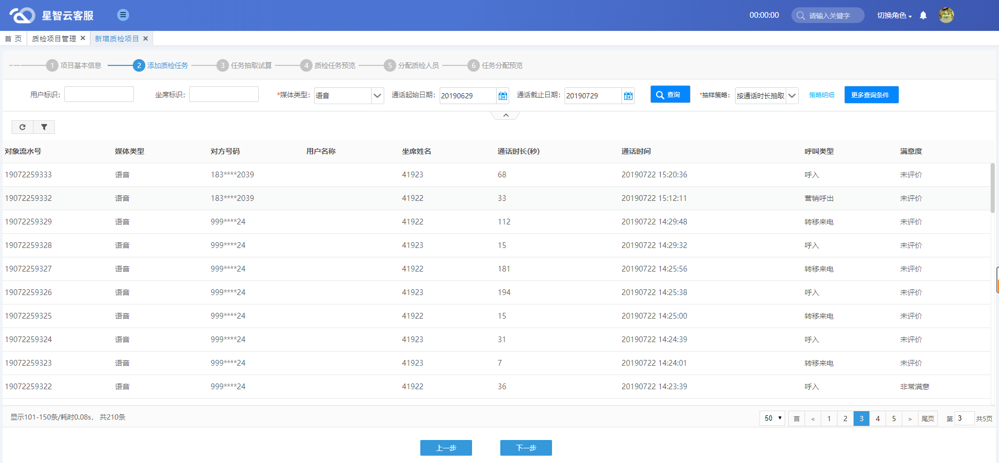 星智云客服 00:00:00 请输入关键字 切换角色
首 页 质检项目管理 × 新增质检项目 ×
1 项目基本信息 2 添加质检任务 3 任务抽取试算 4 质检任务预览 5 分配质检人员 6 任务分配预览
用户标识: 坐席标识: *媒体类型: 语音 通话起始日期: 20190629 24 通话截止日期: 20190729 24 查询 *抽样策略: 按通话时长抽取 策略明细 更多查询条件
对象流水号 媒体类型 对方号码 用户名称 坐席姓名 通话时长(秒) 通话时间 呼叫类型 满意度
19072259333 语音 183****2039 41923 68 20190722 15:20:36 呼入 未评价
19072259332 语音 183****2039 41922 33 20190722 15:12:11 营销呼出 未评价
19072259329 语音 999****24 41922 112 20190722 14:29:48 转移来电 未评价
19072259328 语音 999****24 41923 15 20190722 14:29:32 呼入 未评价
19072259327 语音 999****24 41922 181 20190722 14:25:56 转移来电 未评价
19072259326 语音 999****24 41923 194 20190722 14:25:38 呼入 未评价
19072259325 语音 999****24 41922 15 20190722 14:25:00 转移来电 未评价
19072259324 语音 999****24 41923 31 20190722 14:24:39 呼入 未评价
19072259323 语音 999****24 41923 7 20190722 14:24:01 转移来电 未评价
19072259322 语音 999****24 41922 36 20190722 14:23:39 呼入 非常满意
显示101-150条/耗时0.08s, 共210条 50 首 < 1 2 3 4 5 > 尾页 第 3 共5页
上一步 下一步